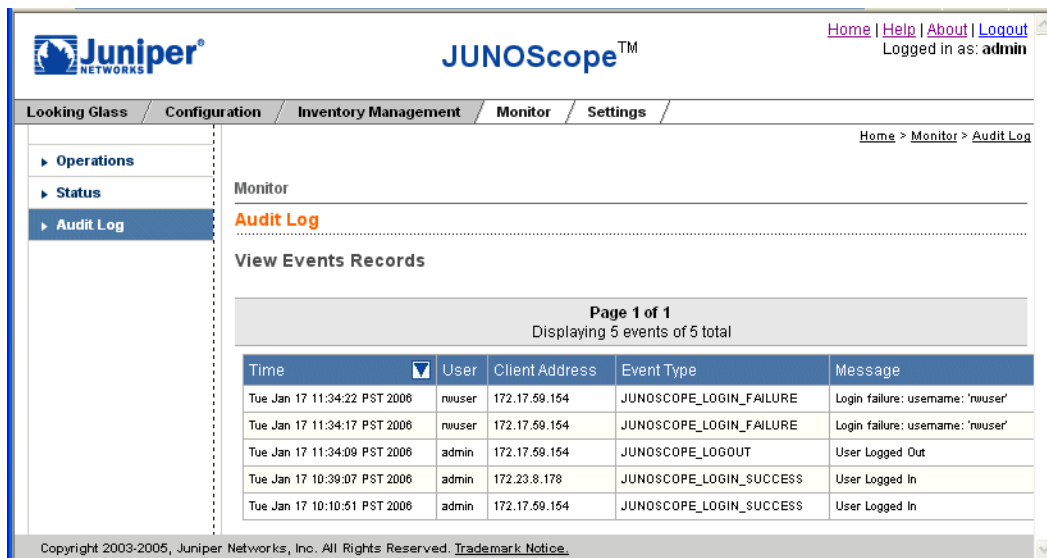 Juniper®
NETWORKS
JUNOScope™
Home | Help | About | Logout
Logged in as: admin
Looking Glass / Configuration / Inventory Management / Monitor / Settings /
Home > Monitor > Audit Log
Operations
Status
Audit Log
Monitor
Audit Log
View Events Records
Page 1 of 1
Displaying 5 events of 5 total
Time User Client Address Event Type Message
Tue Jan 17 11:34:22 PST 2006 nwuser 172.17.59.154 JUNOSCOPE_LOGIN_FAILURE Login failure: username: 'nwuser'
Tue Jan 17 11:34:17 PST 2006 nwuser 172.17.59.154 JUNOSCOPE_LOGIN_FAILURE Login failure: username: 'nwuser'
Tue Jan 17 11:34:09 PST 2006 admin 172.17.59.154 JUNOSCOPE_LOGOUT User Logged Out
Tue Jan 17 10:39:07 PST 2006 admin 172.23.8.178 JUNOSCOPE_LOGIN_SUCCESS User Logged In
Tue Jan 17 10:10:51 PST 2006 admin 172.17.59.154 JUNOSCOPE_LOGIN_SUCCESS User Logged In
Copyright 2003-2005, Juniper Networks, Inc. All Rights Reserved. Trademark Notice.